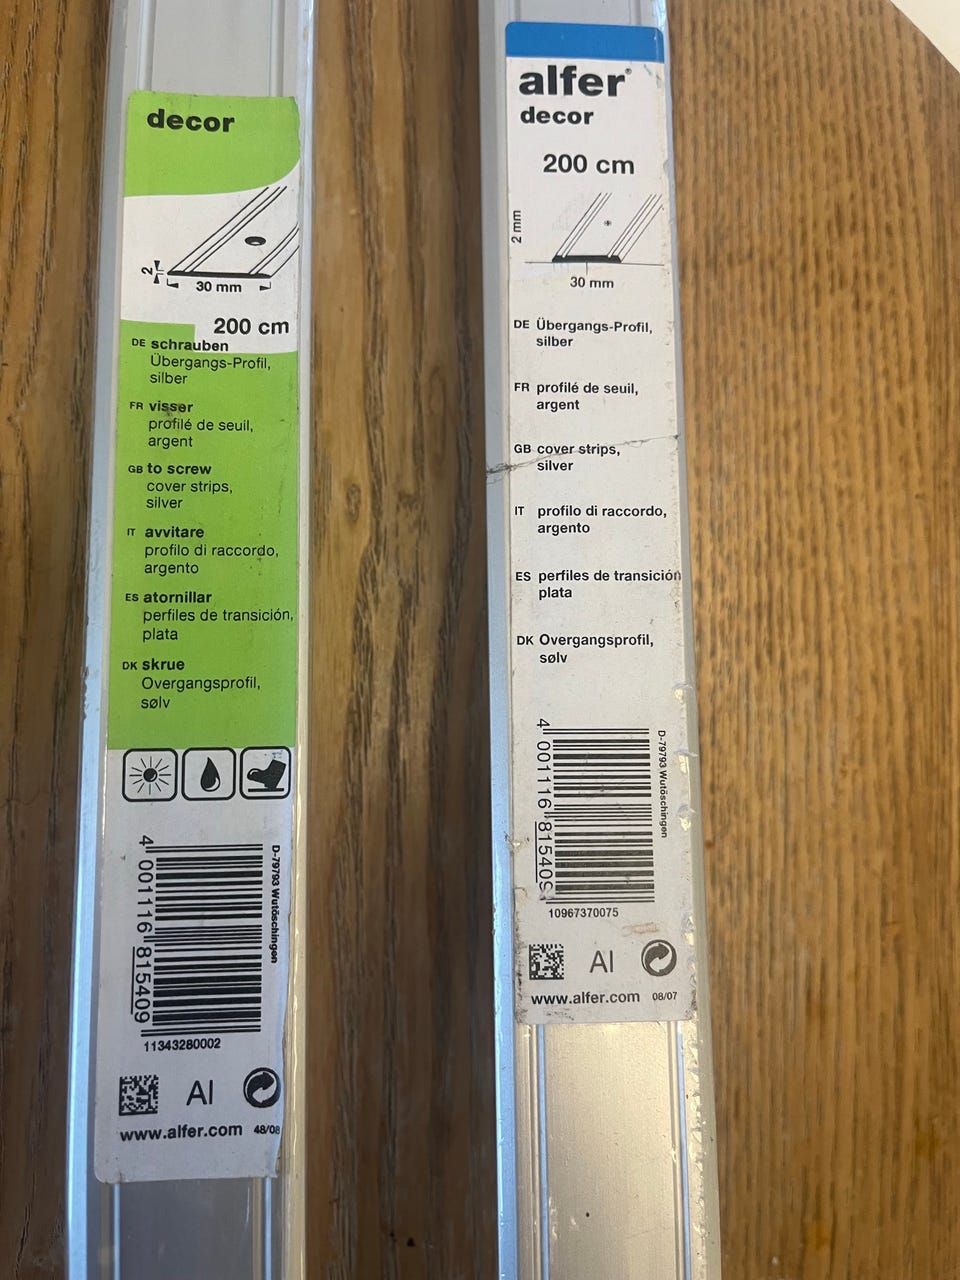 decor
2
30 mm
200 cm
DE schrauben
Übergangs-Profil,
silber
FR visser
profilé de seuil,
argent
GB to screw
cover strips,
silver
IT avvitare
profilo di raccordo,
argento
ES atornillar
perfiles de transición,
plata
DK skrue
Overgangsprofil,
sølv
4 001116 815409
D-79793 Wutöschingen
11343280002
Al
www.alfer.com 48/08
alfer®
decor
200 cm
2 mm
30 mm
DE Übergangs-Profil,
silber
FR profilé de seuil,
argent
GB cover strips,
silver
IT profilo di raccordo,
argento
ES perfiles de transición
plata
DK Overgangsprofil,
sølv
4 001116 815409
D-79793 Wutöschingen
10967370075
Al
www.alfer.com 08/07